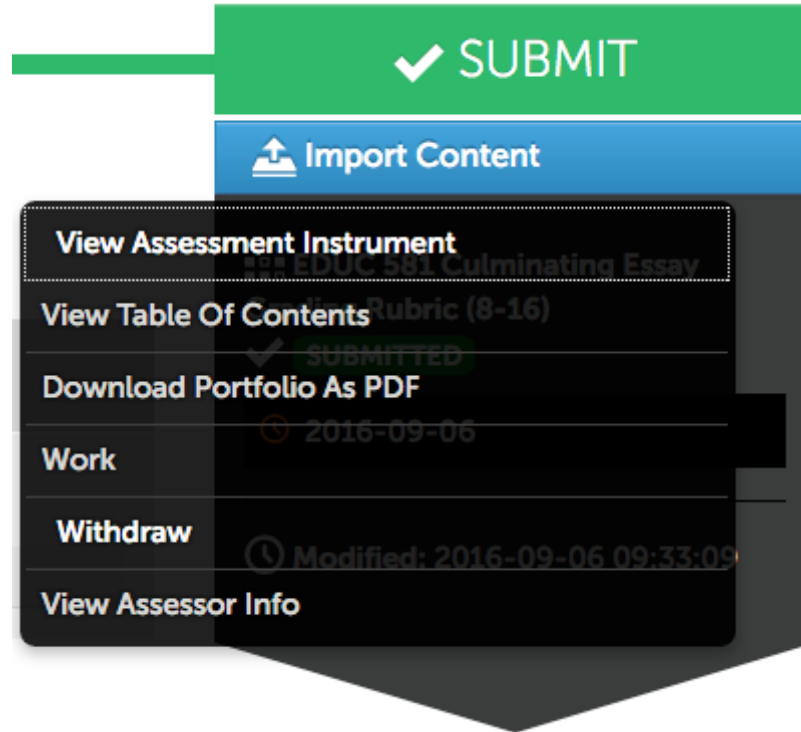 SUBMIT
Import Content
View Assessment Instrument
EDUC 581 Culminating Essay
View Table Of Contents
Grading Rubric (8-16)
SUBMITTED
Download Portfolio As PDF
2016-09-06
Work
Withdraw
Modified: 2016-09-06 09:33:09
View Assessor Info